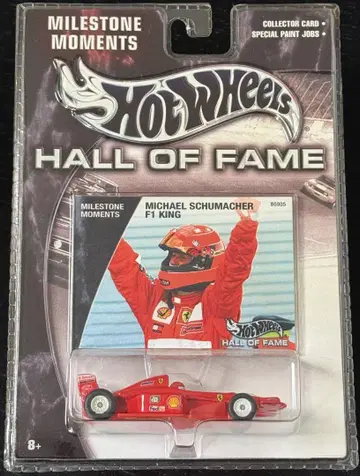 MILESTONE
MOMENTS
COLLECTOR CARD •
SPECIAL PAINT JOBS •
HOT WHEELS
HALL OF FAME
MILESTONE
MOMENTS
MICHAEL SCHUMACHER
F1 KING
B5935
HOT WHEELS
HALL OF FAME
8+